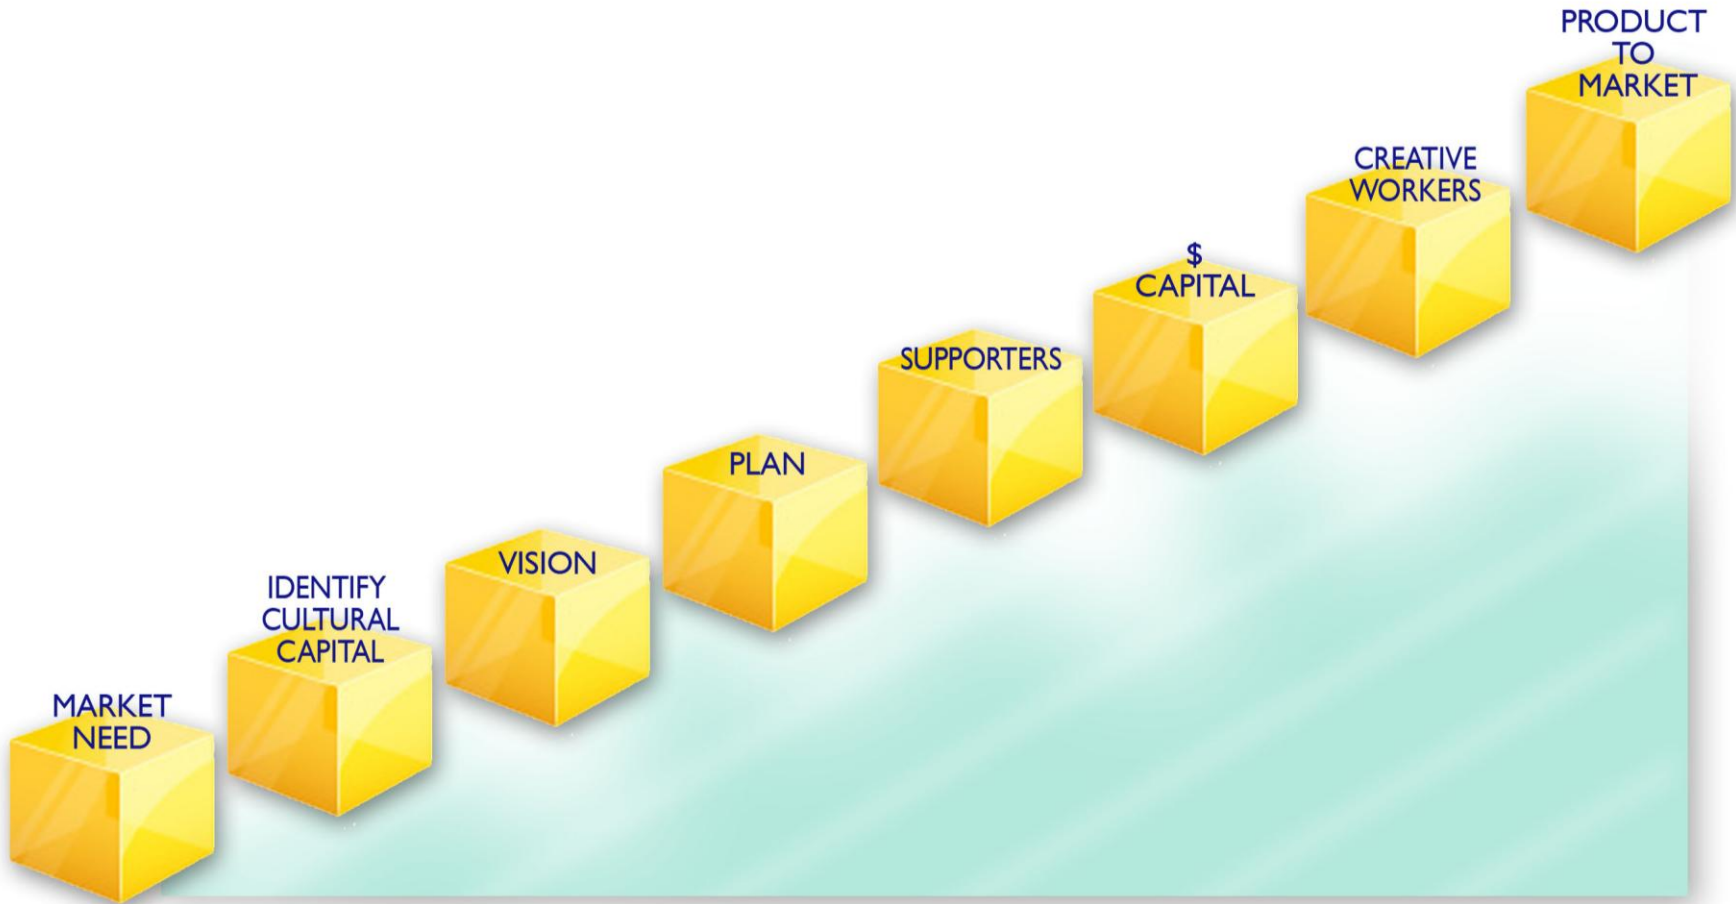 MARKET
NEED
IDENTIFY
CULTURAL
CAPITAL
VISION
PLAN
SUPPORTERS
$
CAPITAL
CREATIVE
WORKERS
PRODUCT
TO
MARKET